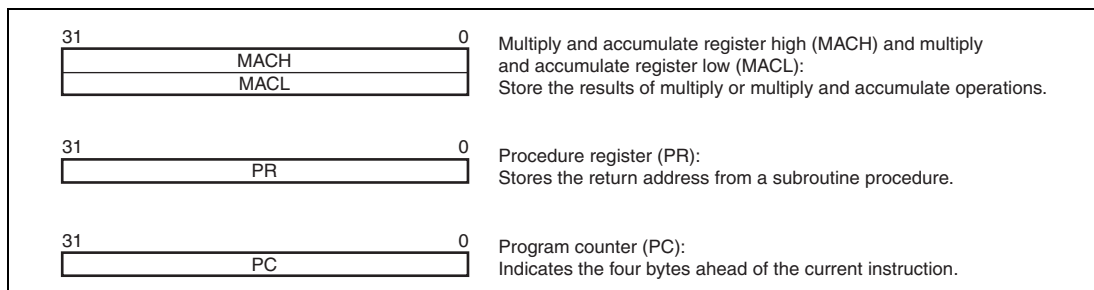 31 0
MACH
MACL
Multiply and accumulate register high (MACH) and multiply
and accumulate register low (MACL):
Store the results of multiply or multiply and accumulate operations.
31 0
PR
Procedure register (PR):
Stores the return address from a subroutine procedure.
31 0
PC
Program counter (PC):
Indicates the four bytes ahead of the current instruction.